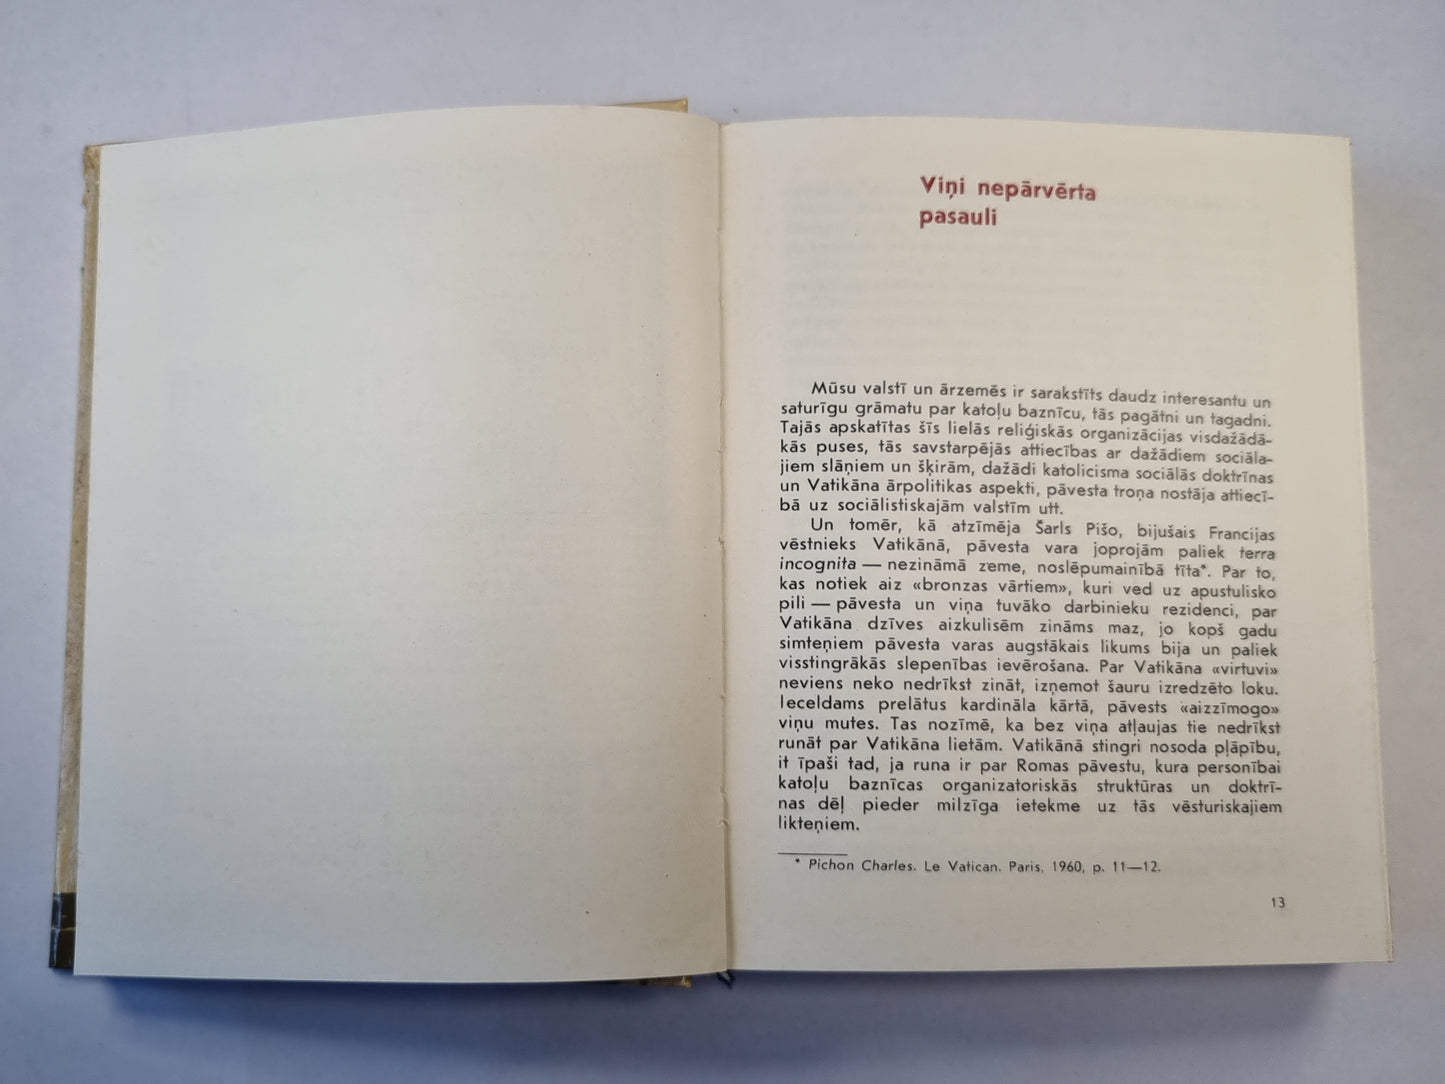 Viņi nepārvērta
pasauli
Mūsu valstī un ārzemēs ir sarakstīts daudz interesantu un
saturīgu grāmatu par katoļu baznīcu, tās pagātni un tagadni.
Tajās apskatītas šīs lielās reliģiskās organizācijas visdažādā-
kās puses, tās savstarpējās attiecības ar dažādiem sociāla-
jiem slāņiem un šķirām, dažādi katolicisma sociālās doktrīnas
un Vatikāna ārpolitikas aspekti, pāvesta troņa nostāja attiecī-
bā uz sociālistiskajām valstīm utt.
Un tomēr, kā atzīmēja Šarls Pišo, bijušais Francijas
vēstnieks Vatikānā, pāvesta vara joprojām paliek terra
incognita — nezināmā zeme, noslēpumainībā tīta*. Par to,
kas notiek aiz «bronzas vārtiem», kuri ved uz apustulisko
pili — pāvesta un viņa tuvāko darbinieku rezidenci, par
Vatikāna dzīves aizkulisēm zināms maz, jo kopš gadu
simteņiem pāvesta varas augstākais likums bija un paliek
visstingrākās slepenības ievērošana. Par Vatikāna «virtuvi»
neviens neko nedrīkst zināt, izņemot šauru izredzēto loku.
Ieceldams prelātus kardināla kārtā, pāvests «aizzīmogo»
viņu mutes. Tas nozīmē, ka bez viņa atļaujas tie nedrīkst
runāt par Vatikāna lietām. Vatikānā stingri nosoda pļāpību,
it īpaši tad, ja runa ir par Romas pāvestu, kura personībai
katoļu baznīcas organizatoriskās struktūras un doktrī-
nas dēļ pieder milzīga ietekme uz tās vēsturiskajiem
likteņiem.
* Pichon Charles. Le Vatican. Paris, 1960, p. 11—12.
13